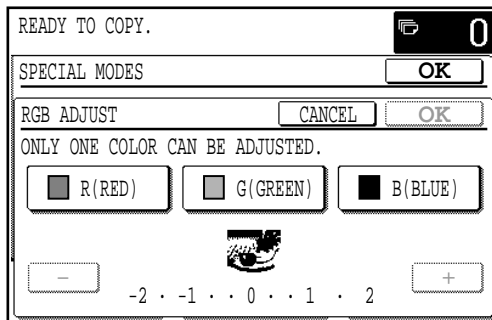 READY TO COPY.
0
SPECIAL MODES
OK
RGB ADJUST
CANCEL
OK
ONLY ONE COLOR CAN BE ADJUSTED.
R(RED)
G(GREEN)
B(BLUE)
−
+
-2 · -1 · · 0 · · 1 · 2